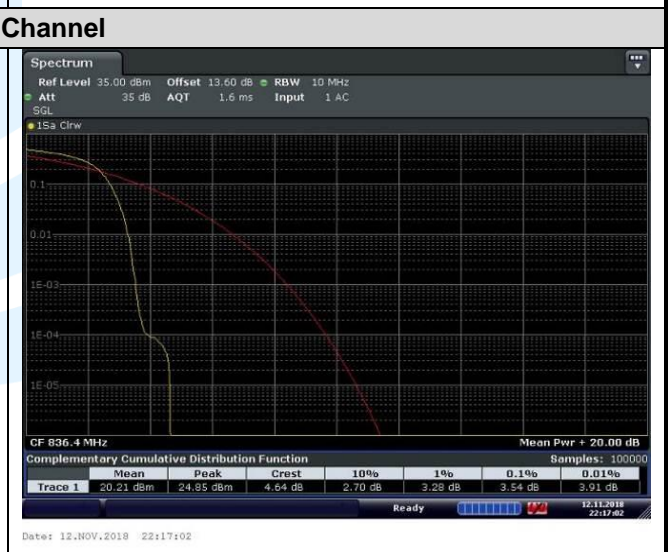 Channel
Spectrum
Ref Level 35.00 dBm Offset 13.60 dB RBW 10 MHz
Att 35 dB AQT 1.6 ms Input 1 AC
SGL
1Sa Clrw
0.1
0.01
1E-03
1E-04
1E-05
CF 836.4 MHz Mean Pwr + 20.00 dB
Complementary Cumulative Distribution Function Samples: 100000
Mean Peak Crest 10% 1% 0.1% 0.01%
Trace 1 20.21 dBm 24.85 dBm 4.64 dB 2.70 dB 3.28 dB 3.54 dB 3.91 dB
Ready 12.11.2018
22:17:02
Date: 12.NOV.2018 22:17:02